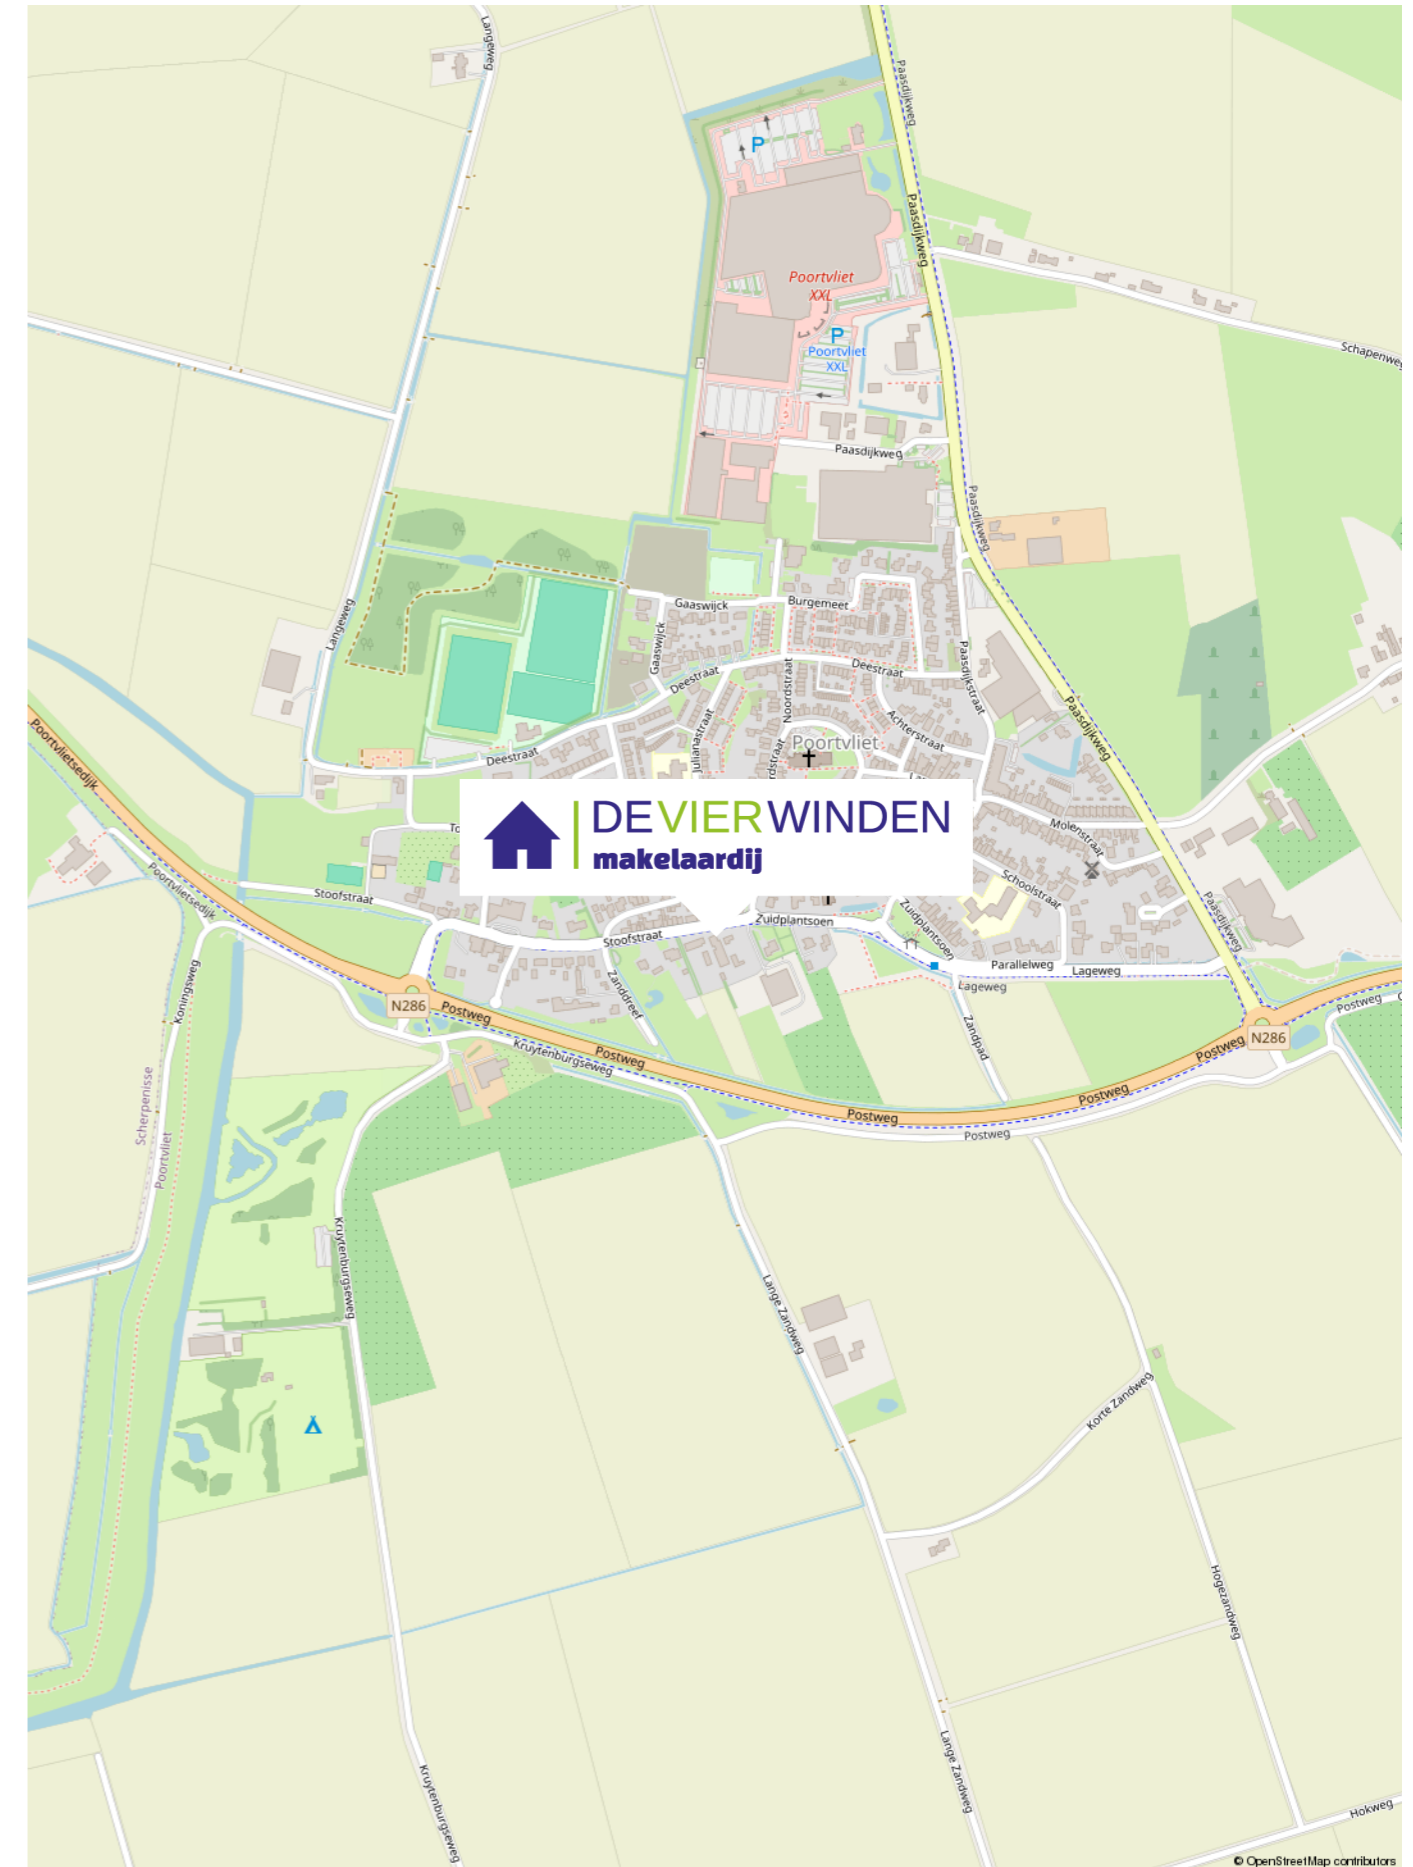 Langeweg
Paasdijkweg
P
Paasdijkweg
Poortvliet
XXL
P
Poortvliet
XXL
Schapenweg
Paasdijkweg
Paasdijkweg
Langeweg
Gaaswijck
Burgemeet
Gaaswijck
Deestraat
Deestraat
Noordstraat
Paasdijkstraat
Julianastraat
Achterstraat
Paasdijkweg
Poortvliet
Deestraat
Poortvlietsedijk
DEVIERWINDEN
makelaardij
Molenstraat
Schoolstraat
Poortvlietsedijk
Stoofstraat
Zuidplantsoen
Zuidplantsoen
Paasdijkweg
Stoofstraat
Parallelweg
Lageweg
Lageweg
Koningsweg
Zanddreef
N286
Postweg
Postweg
Zandpad
N286
Postweg
Postweg
Kruytenburgseweg
Postweg
Postweg
Postweg
Scherpenisse
Poortvliet
Kruytenburgseweg
Lange Zandweg
Korte Zandweg
Hogezandweg
Lange Zandweg
Kruytenburgseweg
Hokweg
© OpenStreetMap contributors